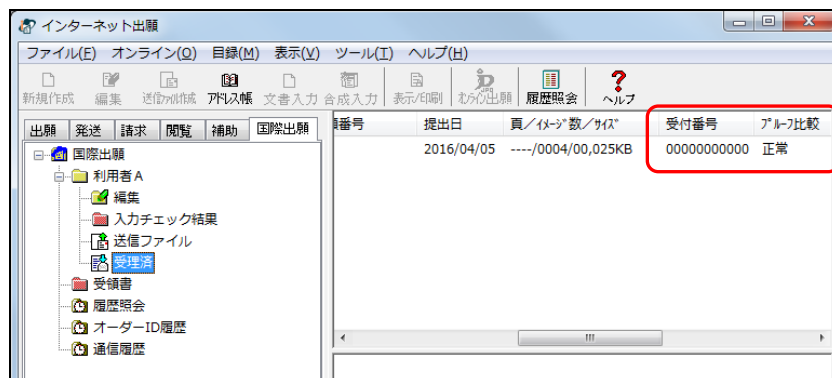 インターネット出願
ファイル(F) オンライン(O) 目録(M) 表示(V) ツール(T) ヘルプ(H)
新規作成 編集 送信ﾌｧｲﾙ作成 ｱﾄﾞﾚｽ帳 文書入力 合成入力 表示/印刷 ｵﾝﾗｲﾝ出願 履歴照会 ヘルプ
出願 発送 請求 閲覧 補助 国際出願
番号 提出日 頁／ｲﾒｰｼﾞ数／ｻｲｽﾞ 受付番号 ﾌﾟﾙｰﾌ比較
2016/04/05 ----/0004/00,025KB 00000000000 正常
国際出願
利用者A
編集
入力チェック結果
送信ファイル
受理済
受領書
履歴照会
オーダーID履歴
通信履歴